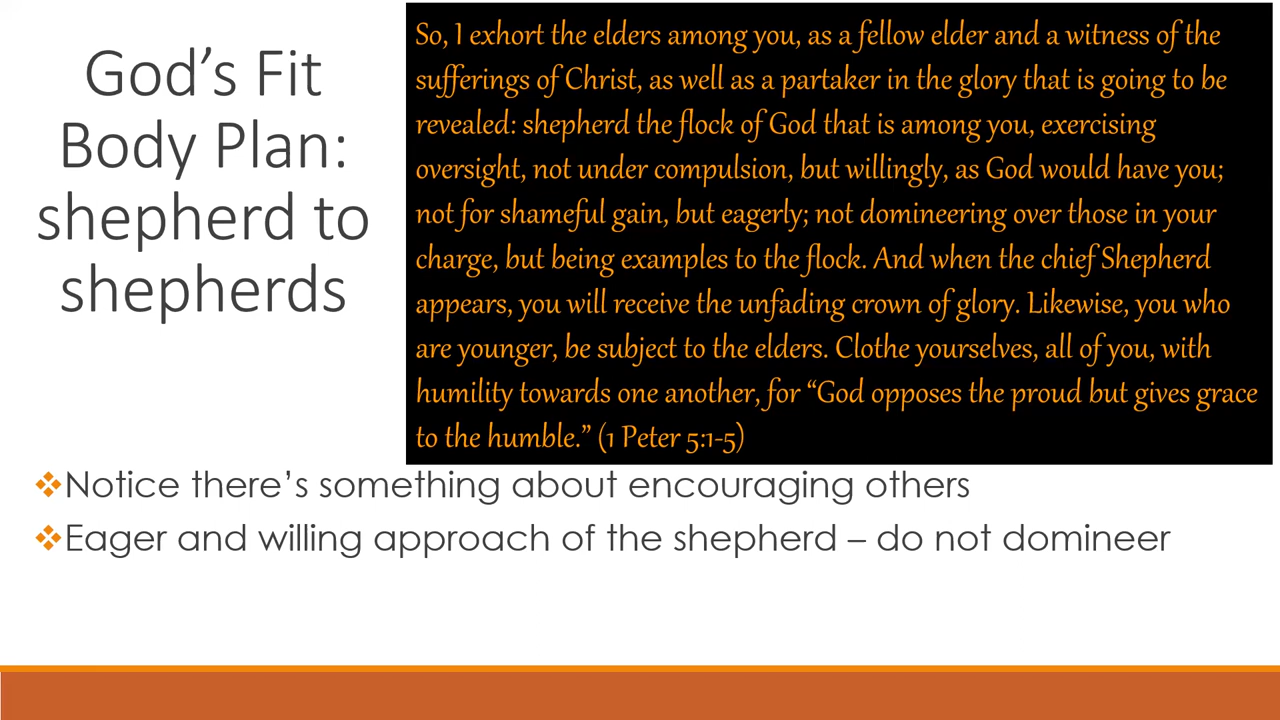 God’s Fit
Body Plan:
shepherd to
shepherds
So, I exhort the elders among you, as a fellow elder and a witness of the
sufferings of Christ, as well as a partaker in the glory that is going to be
revealed: shepherd the flock of God that is among you, exercising
oversight, not under compulsion, but willingly, as God would have you;
not for shameful gain, but eagerly; not domineering over those in your
charge, but being examples to the flock. And when the chief Shepherd
appears, you will receive the unfading crown of glory. Likewise, you who
are younger, be subject to the elders. Clothe yourselves, all of you, with
humility towards one another, for “God opposes the proud but gives grace
to the humble.” (1 Peter 5:1-5)
❖Notice there’s something about encouraging others
❖Eager and willing approach of the shepherd – do not domineer